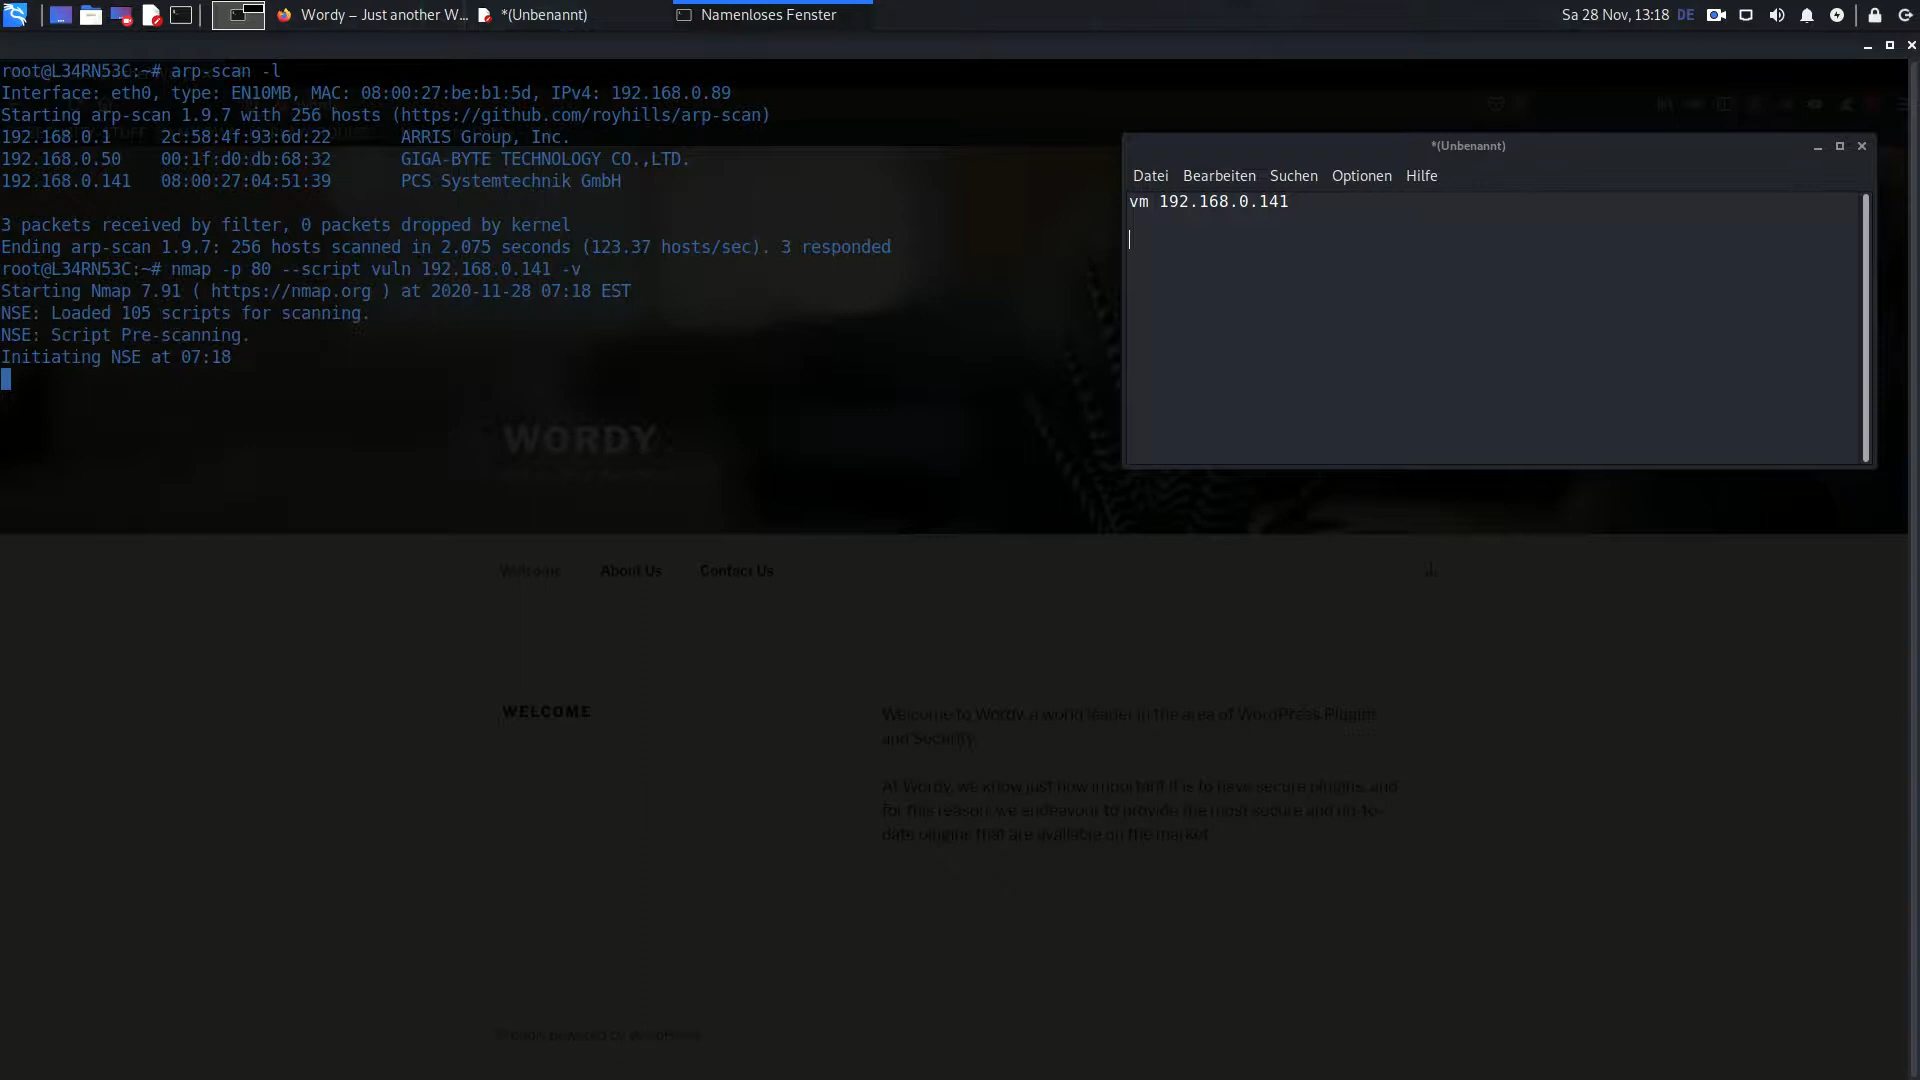 Wordy – Just another W...
*(Unbenannt)
Namenloses Fenster
Sa 28 Nov, 13:18
DE
root@L34RN53C:~# arp-scan -l
Interface: eth0, type: EN10MB, MAC: 08:00:27:be:b1:5d, IPv4: 192.168.0.89
Starting arp-scan 1.9.7 with 256 hosts (https://github.com/royhills/arp-scan)
192.168.0.1 2c:58:4f:93:6d:22 ARRIS Group, Inc.
192.168.0.50 00:1f:d0:db:68:32 GIGA-BYTE TECHNOLOGY CO.,LTD.
192.168.0.141 08:00:27:04:51:39 PCS Systemtechnik GmbH
3 packets received by filter, 0 packets dropped by kernel
Ending arp-scan 1.9.7: 256 hosts scanned in 2.075 seconds (123.37 hosts/sec). 3 responded
root@L34RN53C:~# nmap -p 80 --script vuln 192.168.0.141 -v
Starting Nmap 7.91 ( https://nmap.org ) at 2020-11-28 07:18 EST
NSE: Loaded 105 scripts for scanning.
NSE: Script Pre-scanning.
Initiating NSE at 07:18
*(Unbenannt)
Datei Bearbeiten Suchen Optionen Hilfe
vm 192.168.0.141
WORDY
Welcome About Us Contact Us
WELCOME
Welcome to Wordy, a world leader in the area of WordPress Plugins
and Security.
At Wordy, we know just how important it is to have secure plugins, and
for this reason, we endeavour to provide the most secure and up-to-
date plugins that are available on the market.
Proudly powered by WordPress